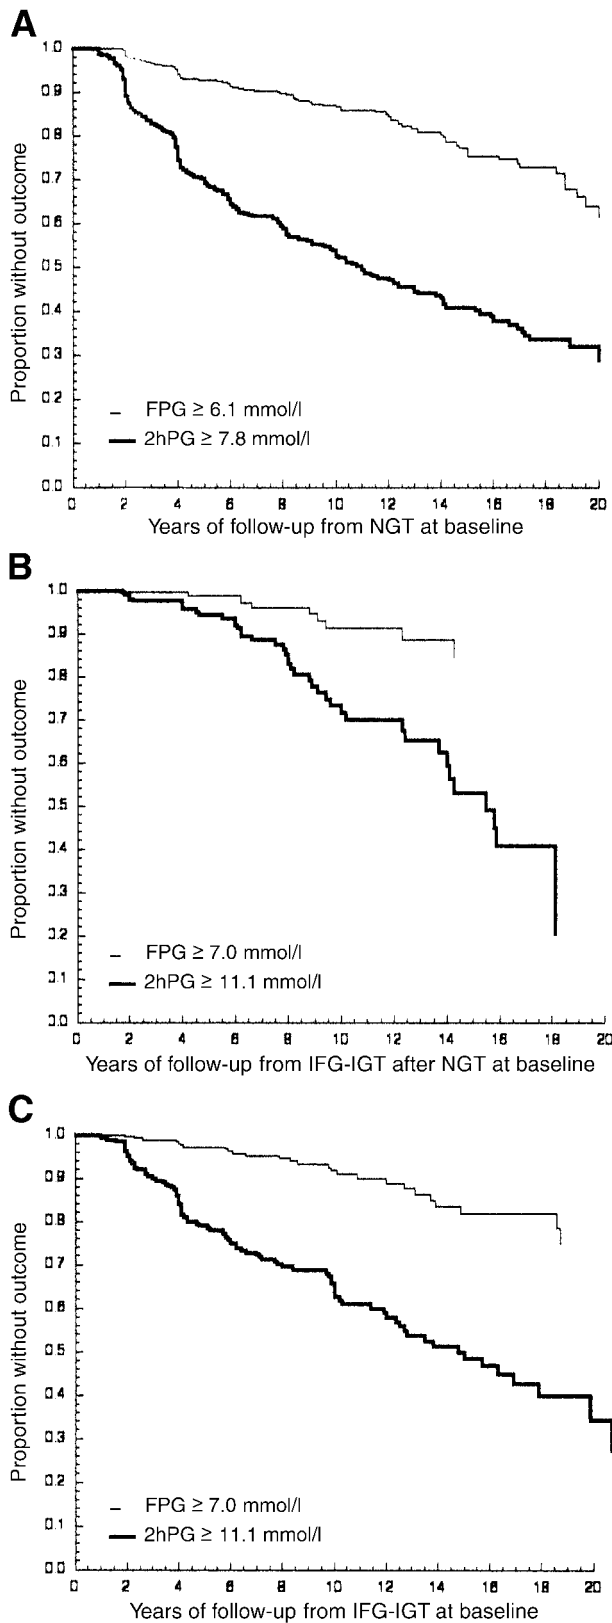 A
Proportion without outcome
1.0
0.9
0.8
0.7
0.6
0.5
0.4
0.3
0.2
0.1
FPG ≥ 6.1 mmol/l
2hPG ≥ 7.8 mmol/l
0 2 4 6 8 10 12 14 16 18 20
Years of follow-up from NGT at baseline
B
Proportion without outcome
1.0
0.9
0.8
0.7
0.6
0.5
0.4
0.3
0.2
0.1
0.0
FPG ≥ 7.0 mmol/l
2hPG ≥ 11.1 mmol/l
0 2 4 6 8 10 12 14 16 18 20
Years of follow-up from IFG-IGT after NGT at baseline
C
Proportion without outcome
1.0
0.9
0.8
0.7
0.6
0.5
0.4
0.3
0.2
0.1
0.0
FPG ≥ 7.0 mmol/l
2hPG ≥ 11.1 mmol/l
0 2 4 6 8 10 12 14 16 18 20
Years of follow-up from IFG-IGT at baseline